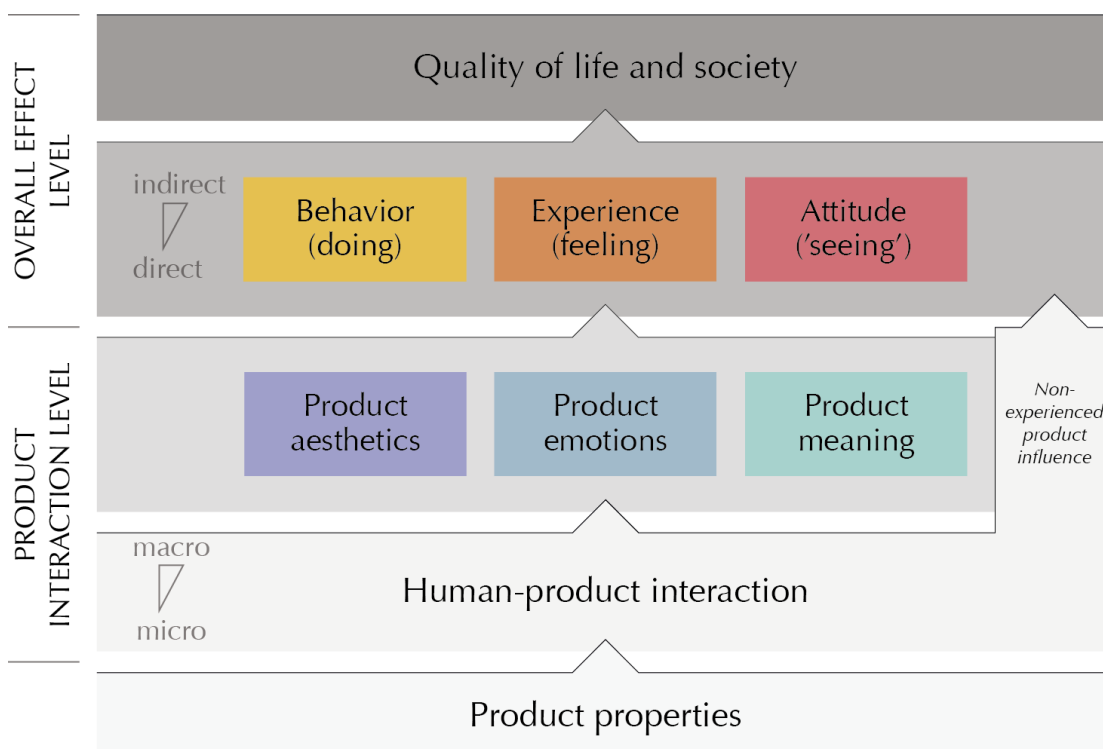 OVERALL EFFECT
LEVEL
Quality of life and society
indirect
direct
Behavior
(doing)
Experience
(feeling)
Attitude
('seeing')
PRODUCT
INTERACTION LEVEL
Product
aesthetics
Product
emotions
Product
meaning
Non-
experienced
product
influence
macro
micro
Human-product interaction
Product properties